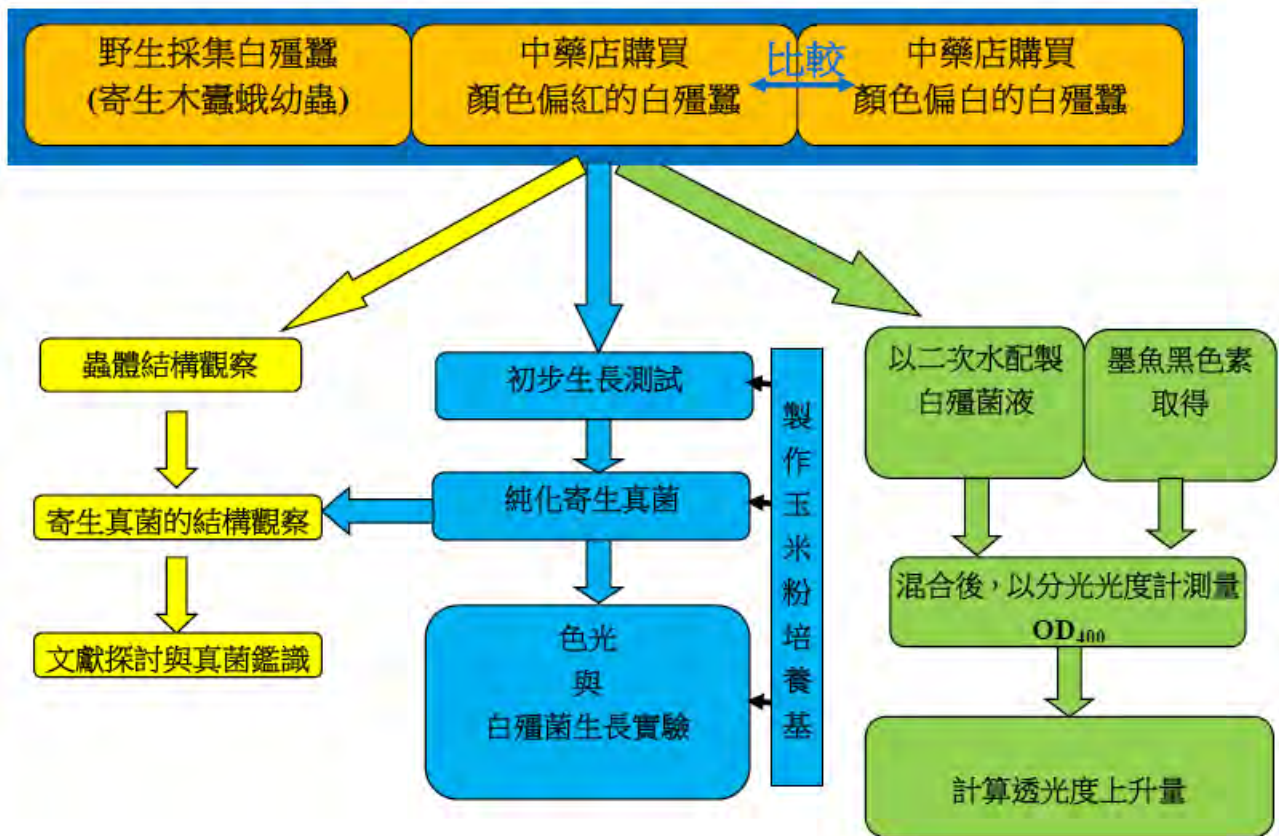 野生採集白殭蠶
(寄生木蠹蛾幼蟲)
中藥店購買
顏色偏紅的白殭蠶
比較
中藥店購買
顏色偏白的白殭蠶
蟲體結構觀察
寄生真菌的結構觀察
文獻探討與真菌鑑識
初步生長測試
純化寄生真菌
色光
與
白殭菌生長實驗
製
作
玉
米
粉
培
養
基
以二次水配製
白殭菌液
墨魚黑色素
取得
混合後，以分光光度計測量
OD₄₀₀
計算透光度上升量